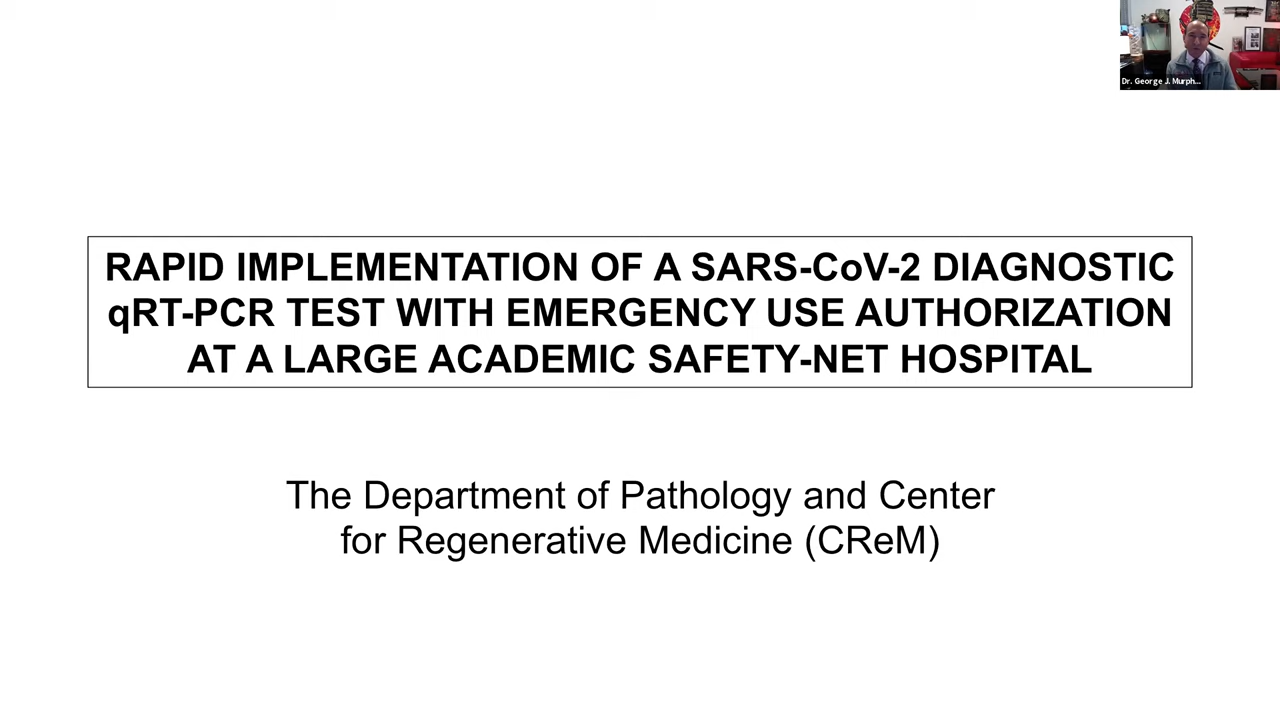 Dr. George J. Murph...
RAPID IMPLEMENTATION OF A SARS-CoV-2 DIAGNOSTIC
qRT-PCR TEST WITH EMERGENCY USE AUTHORIZATION
AT A LARGE ACADEMIC SAFETY-NET HOSPITAL
The Department of Pathology and Center
for Regenerative Medicine (CReM)